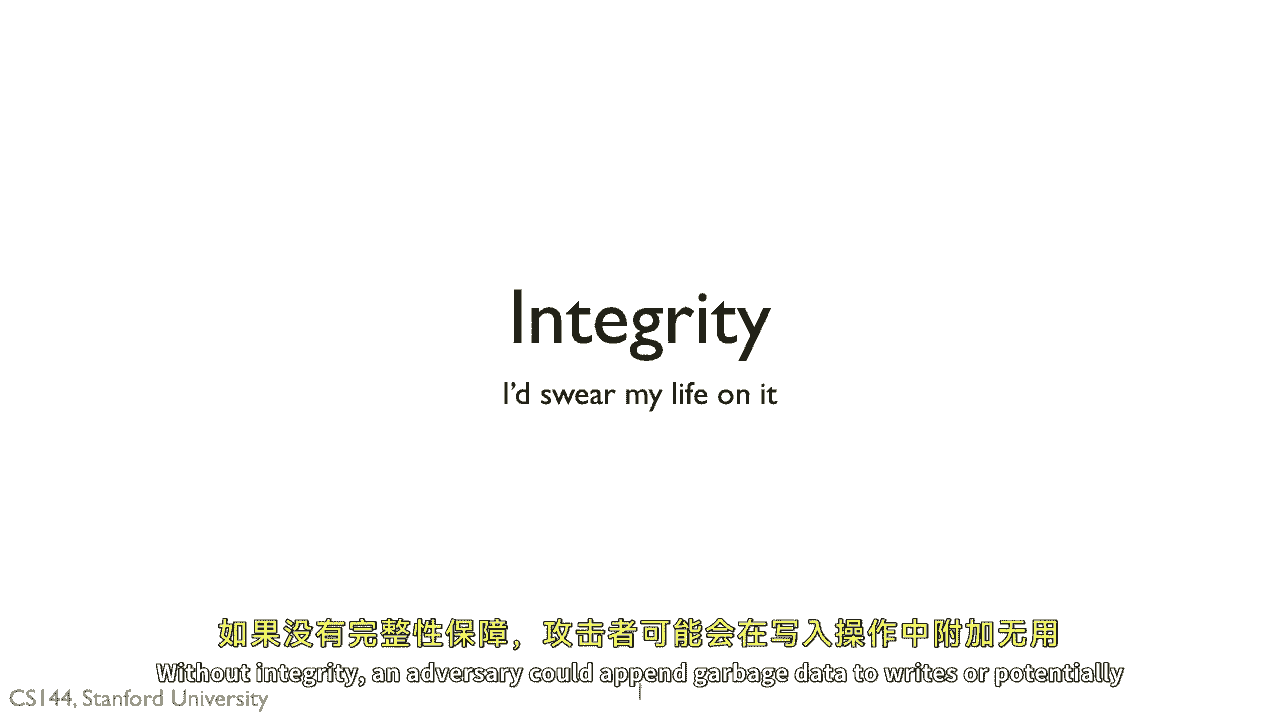 Integrity
I'd swear my life on it
如果没有完整性保障，攻击者可能会在写入操作中附加无用
Without integrity, an adversary could append garbage data to writes or potentially
CS144, Stanford University